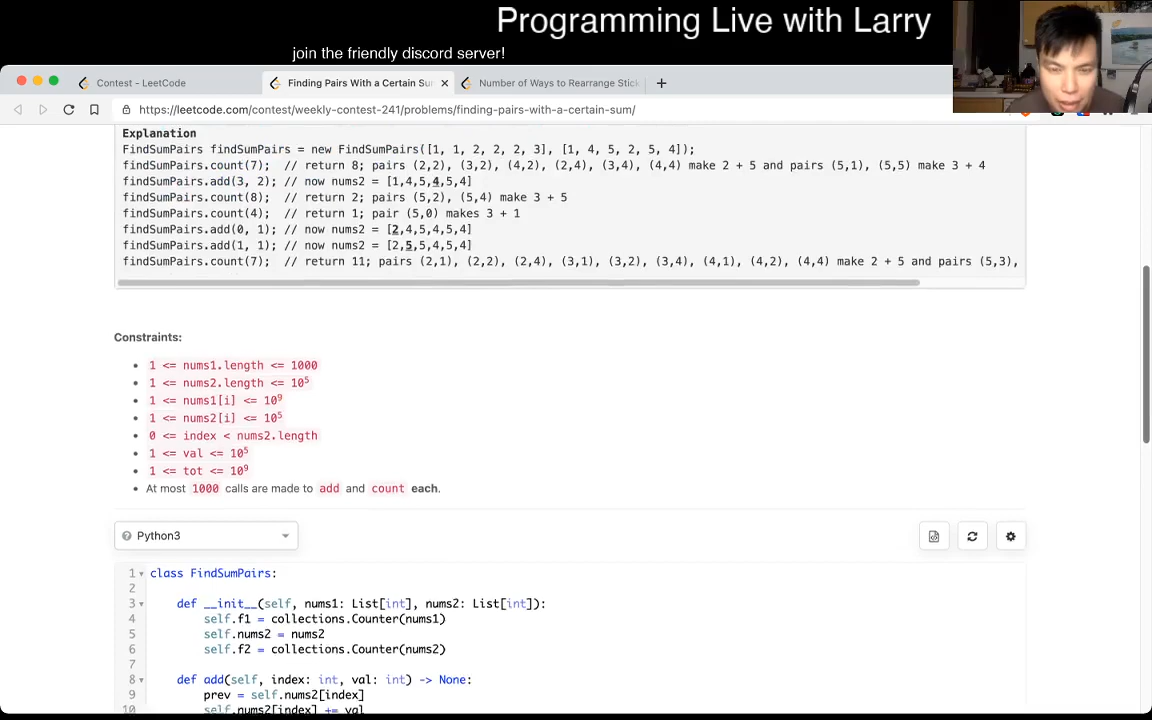 Programming Live with Larry
join the friendly discord server!
Contest - LeetCode
Finding Pairs With a Certain Sum
Number of Ways to Rearrange Stick
https://leetcode.com/contest/weekly-contest-241/problems/finding-pairs-with-a-certain-sum/
Explanation
FindSumPairs findSumPairs = new FindSumPairs([1, 1, 2, 2, 2, 3], [1, 4, 5, 2, 5, 4]);
findSumPairs.count(7);  // return 8; pairs (2,2), (3,2), (4,2), (2,4), (3,4), (4,4) make 2 + 5 and pairs (5,1), (5,5) make 3 + 4
findSumPairs.add(3, 2); // now nums2 = [1,4,5,4,5,4]
findSumPairs.count(8);  // return 2; pairs (5,2), (5,4) make 3 + 5
findSumPairs.count(4);  // return 1; pair (5,0) makes 3 + 1
findSumPairs.add(0, 1); // now nums2 = [2,4,5,4,5,4]
findSumPairs.add(1, 1); // now nums2 = [2,5,5,4,5,4]
findSumPairs.count(7);  // return 11; pairs (2,1), (2,2), (2,4), (3,1), (3,2), (3,4), (4,1), (4,2), (4,4) make 2 + 5 and pairs (5,3),
Constraints:
• 1 <= nums1.length <= 1000
• 1 <= nums2.length <= 10⁵
• 1 <= nums1[i] <= 10⁹
• 1 <= nums2[i] <= 10⁵
• 0 <= index < nums2.length
• 1 <= val <= 10⁵
• 1 <= tot <= 10⁹
• At most 1000 calls are made to add and count each.
Python3
1 class FindSumPairs:
2
3     def __init__(self, nums1: List[int], nums2: List[int]):
4         self.f1 = collections.Counter(nums1)
5         self.nums2 = nums2
6         self.f2 = collections.Counter(nums2)
7
8     def add(self, index: int, val: int) -> None:
9         prev = self.nums2[index]
10         self.nums2[index] += val